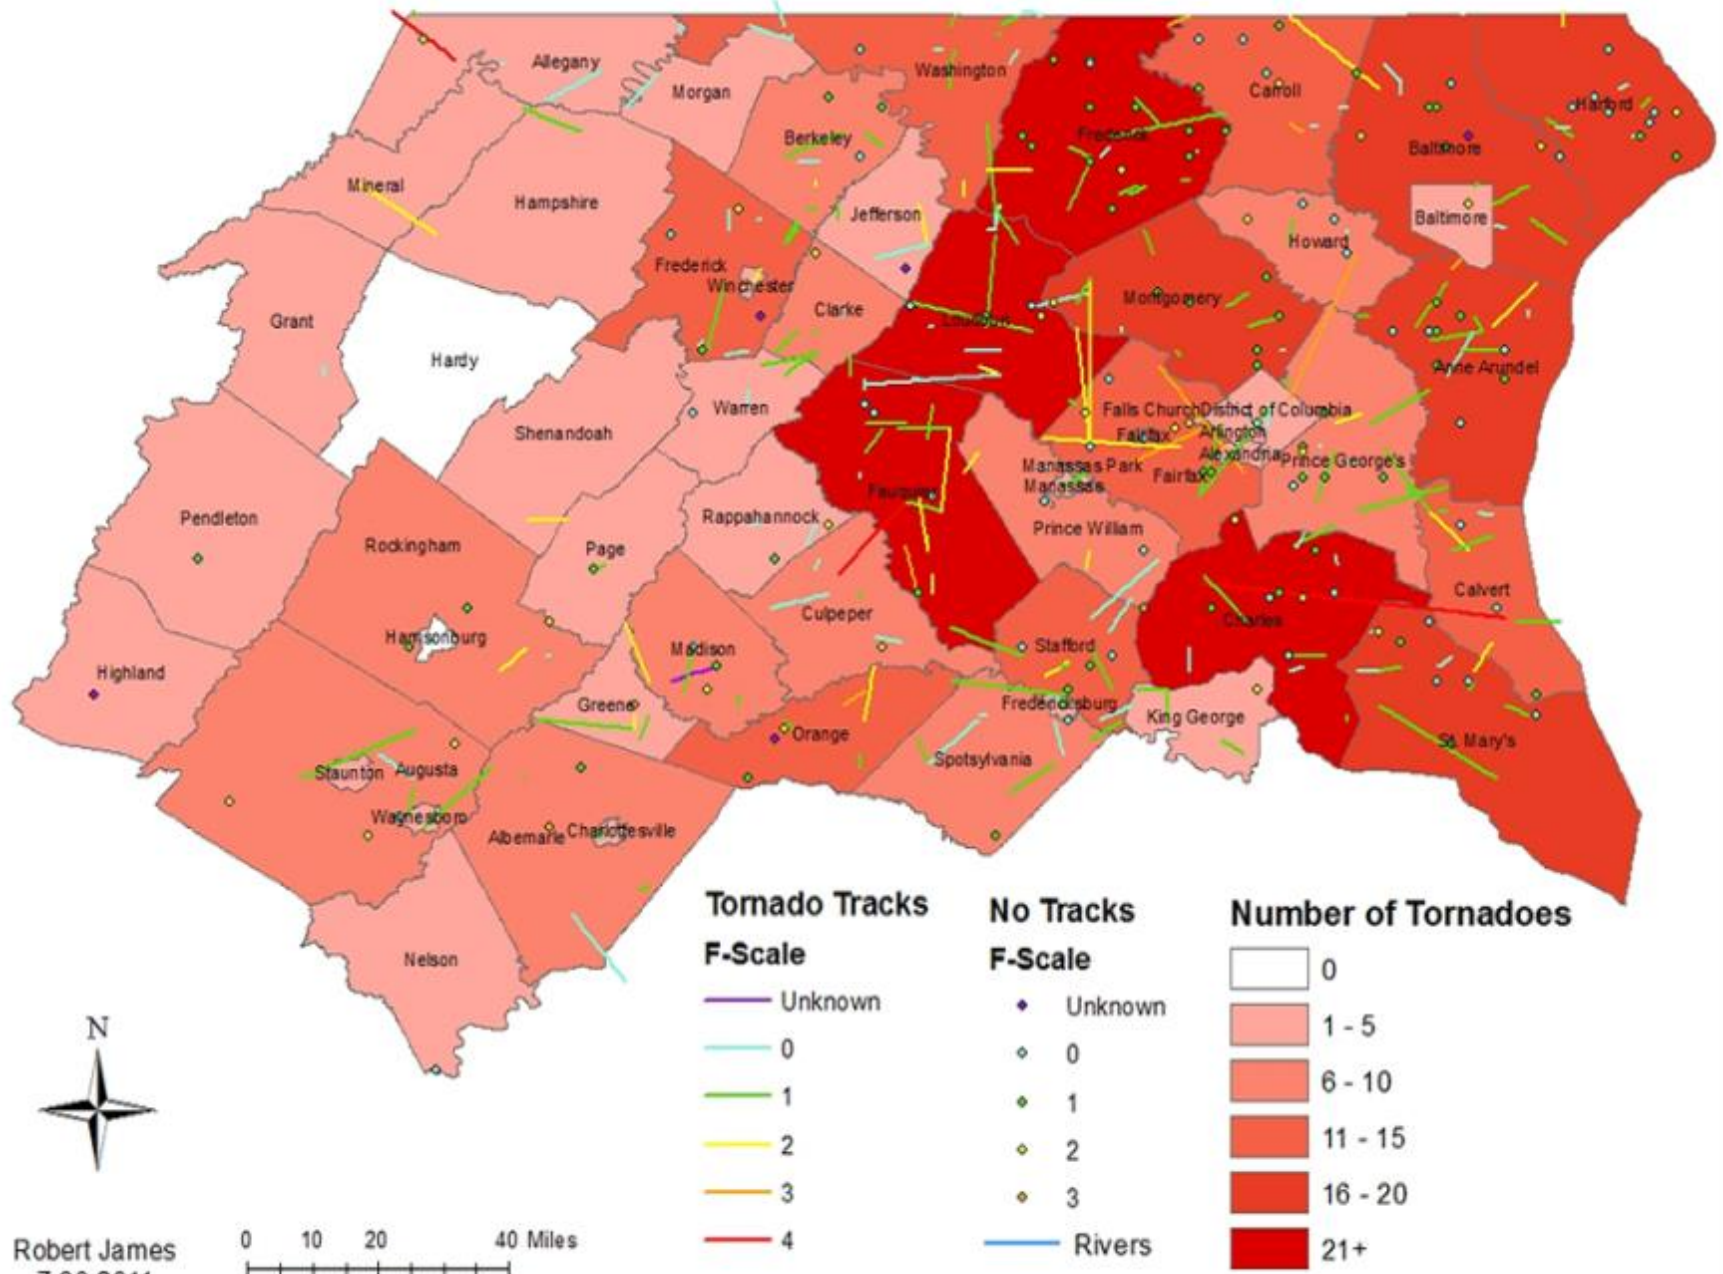 Allegany
Washington
Morgan
Carroll
Harford
Berkeley
Frederick
Baltimore
Mineral
Hampshire
Jefferson
Baltimore
Howard
Frederick
Winchester
Montgomery
Clarke
Grant
Loudoun
Hardy
Anne Arundel
Warren
Falls Church
District of Columbia
Shenandoah
Fairfax
Arlington
Alexandria
Prince George's
Manassas Park
Fairfax
Manassas
Fauquier
Pendleton
Rappahannock
Prince William
Rockingham
Page
Calvert
Culpeper
Charles
Harrisonburg
Madison
Stafford
Highland
Greene
Fredericksburg
King George
Orange
St. Mary's
Spotsylvania
Staunton
Augusta
Waynesboro
Albemarle
Charlottesville
Nelson
Tornado Tracks
F-Scale
Unknown
0
1
2
3
4
No Tracks
F-Scale
Unknown
0
1
2
3
Rivers
Number of Tornadoes
0
1 - 5
6 - 10
11 - 15
16 - 20
21+
N
Robert James
0 10 20 40 Miles